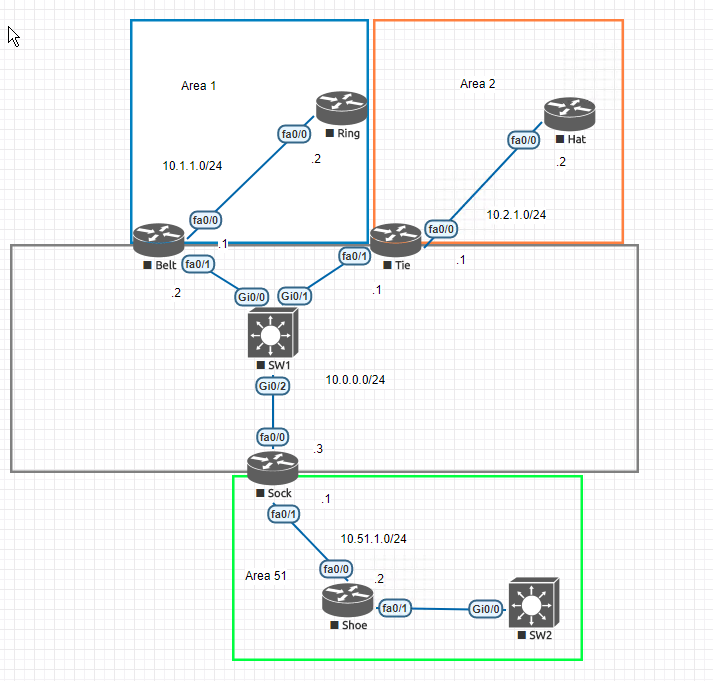 Area 1
Area 2
Ring
fa0/0
.2
Hat
fa0/0
.2
10.1.1.0/24
10.2.1.0/24
fa0/0
.1
fa0/0
.1
Belt
fa0/1
.2
Tie
fa0/1
.1
Gi0/0
Gi0/1
SW1
Gi0/2
10.0.0.0/24
fa0/0
.3
Sock
.1
fa0/1
10.51.1.0/24
Area 51
fa0/0
.2
Shoe
fa0/1
Gi0/0
SW2